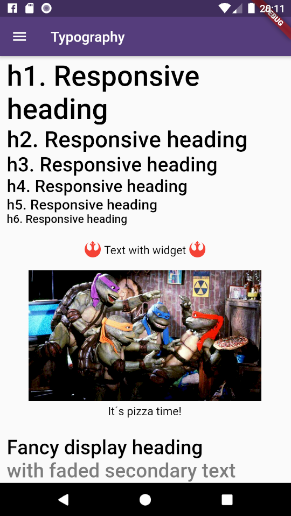 20:11
DEBUG
Typography
h1. Responsive
heading
h2. Responsive heading
h3. Responsive heading
h4. Responsive heading
h5. Responsive heading
h6. Responsive heading
Text with widget
It´s pizza time!
Fancy display heading
with faded secondary text